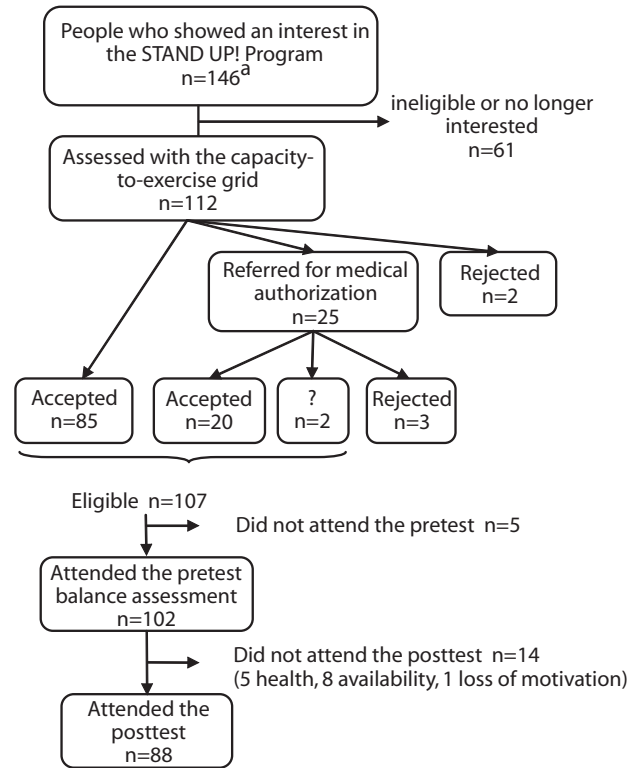 People who showed an interest in
the STAND UP! Program
n=146a
ineligible or no longer
interested
n=61
Assessed with the capacity-
to-exercise grid
n=112
Referred for medical
authorization
n=25
Rejected
n=2
Accepted
n=85
Accepted
n=20
?
n=2
Rejected
n=3
Eligible n=107
Did not attend the pretest n=5
Attended the pretest
balance assessment
n=102
Did not attend the posttest n=14
(5 health, 8 availability, 1 loss of motivation)
Attended the
posttest
n=88